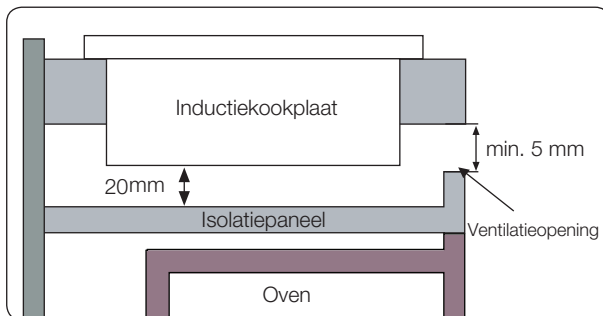 Inductiekookplaat
min. 5 mm
20mm
Isolatiepaneel
Ventilatieopening
Oven